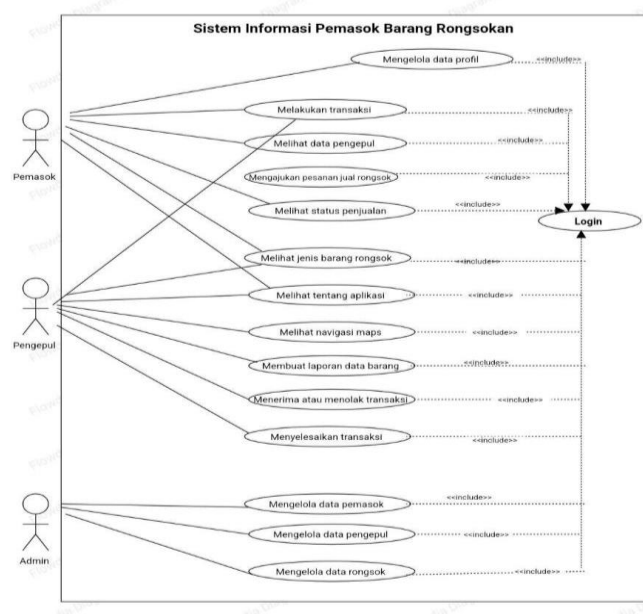 Sistem Informasi Pemasok Barang Rongsokan
Mengelola data profil
<<include>>
Melakukan transaksi
<<include>>
Melihat data pengepul
<<include>>
Pemasok
Mengajukan pesanan jual rongsok
<<include>>
Melihat status penjualan
<<include>>
Login
Melihat jenis barang rongsok
<<include>>
Melihat tentang aplikasi
<<include>>
Pengepul
Melihat navigasi maps
<<include>>
Membuat laporan data barang
<<include>>
Menerima atau menolak transaksi
<<include>>
Menyelesaikan transaksi
<<include>>
Mengelola data pemasok
<<include>>
Mengelola data pengepul
<<include>>
Admin
Mengelola data rongsok
<<include>>